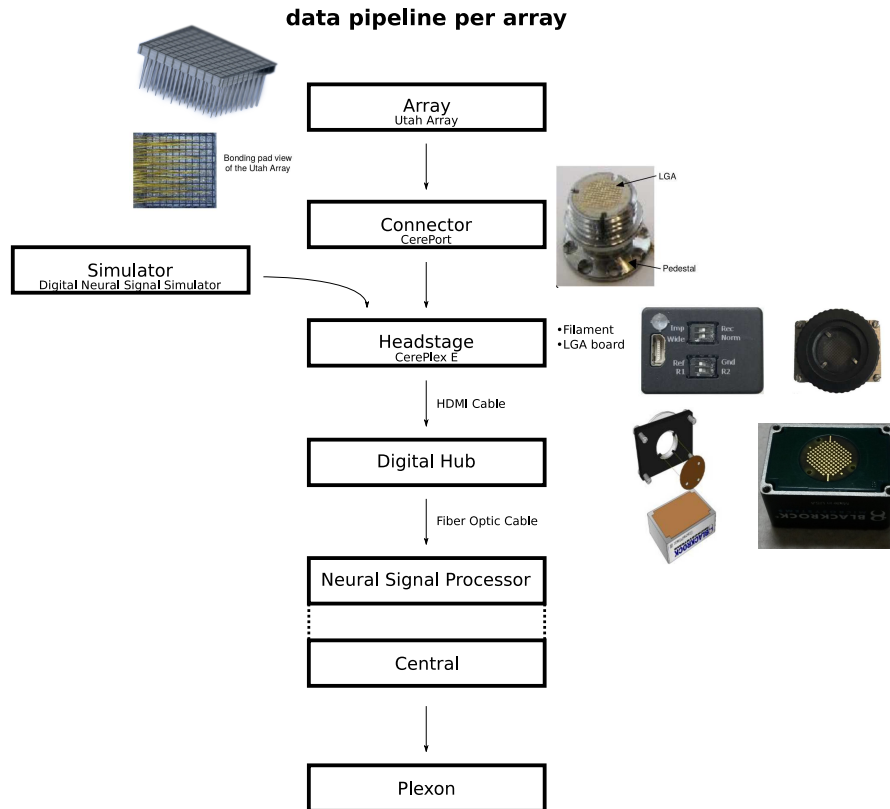 data pipeline per array
Array
Utah Array
Bonding pad view
of the Utah Array
LGA
Connector
CerePort
Pedestal
Simulator
Digital Neural Signal Simulator
Headstage
CerePlex E
•Filament
•LGA board
Imp
Rec
Wide
Norm
Ref
Gnd
R1
R2
HDMI Cable
Digital Hub
BLACKROCK
BLACKROCK
Fiber Optic Cable
Neural Signal Processor
Central
Plexon